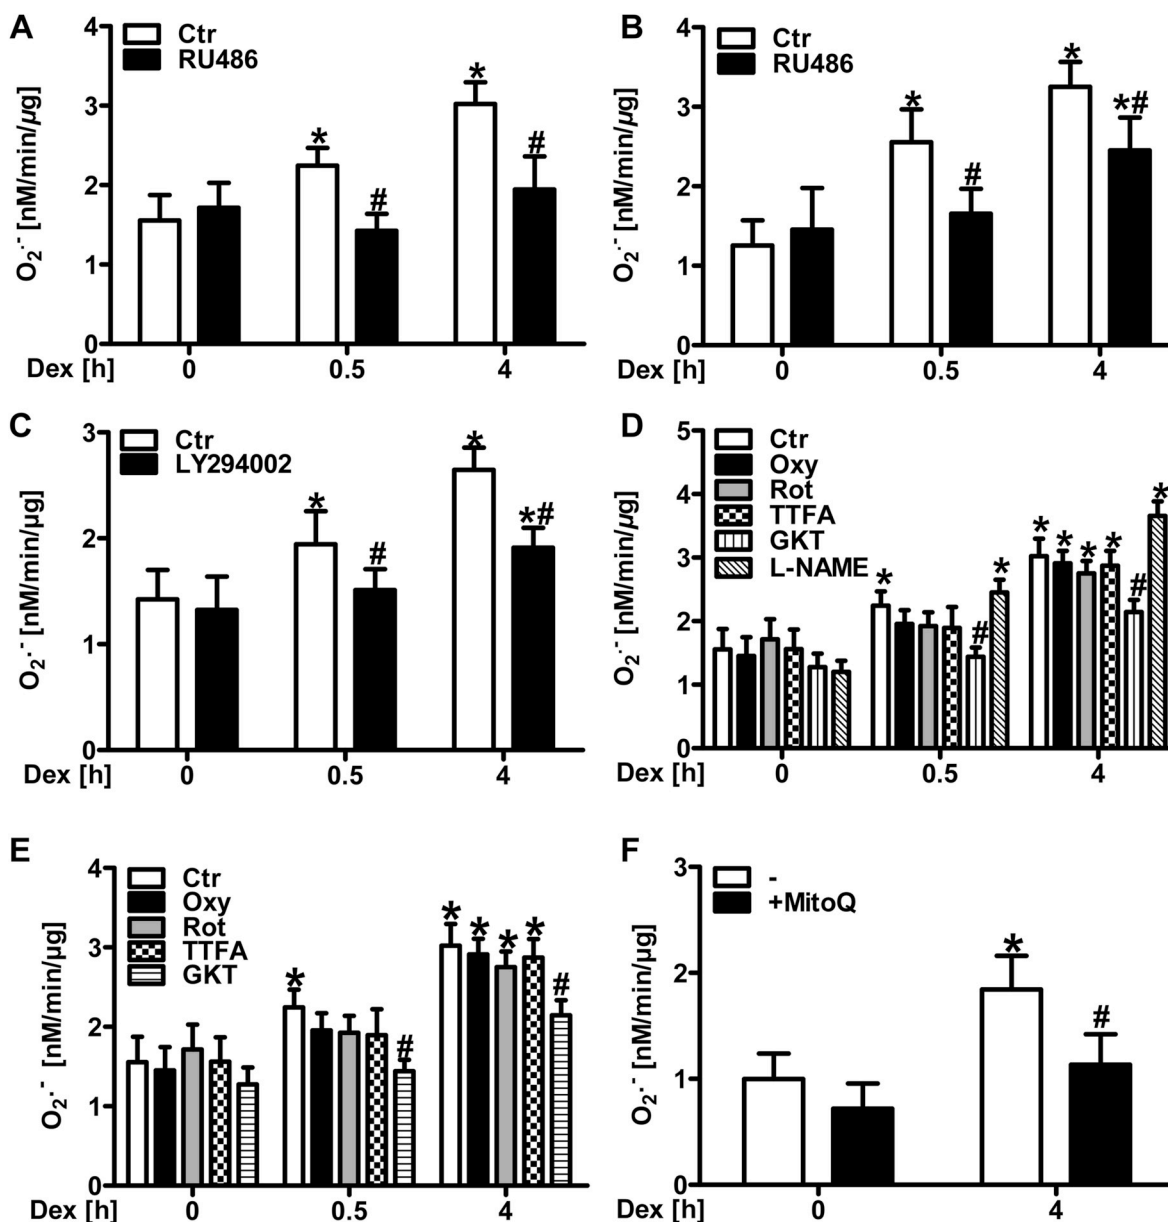 A
Ctr
RU486
O₂·⁻ [nM/min/µg]
4
3
2
1
0
*
#
*
#
Dex [h]
0
0.5
4
B
Ctr
RU486
O₂·⁻ [nM/min/µg]
4
3
2
1
0
*
#
*
*#
Dex [h]
0
0.5
4
C
Ctr
LY294002
O₂·⁻ [nM/min/µg]
3
2
1
0
*
#
*
*#
Dex [h]
0
0.5
4
D
Ctr
Oxy
Rot
TTFA
GKT
L-NAME
O₂·⁻ [nM/min/µg]
5
4
3
2
1
0
*
#
*
*
*
*
*
#
*
Dex [h]
0
0.5
4
E
Ctr
Oxy
Rot
TTFA
GKT
O₂·⁻ [nM/min/µg]
4
3
2
1
0
*
#
*
*
*
*
#
Dex [h]
0
0.5
4
F
-
+MitoQ
O₂·⁻ [nM/min/µg]
3
2
1
0
*
#
Dex [h]
0
4